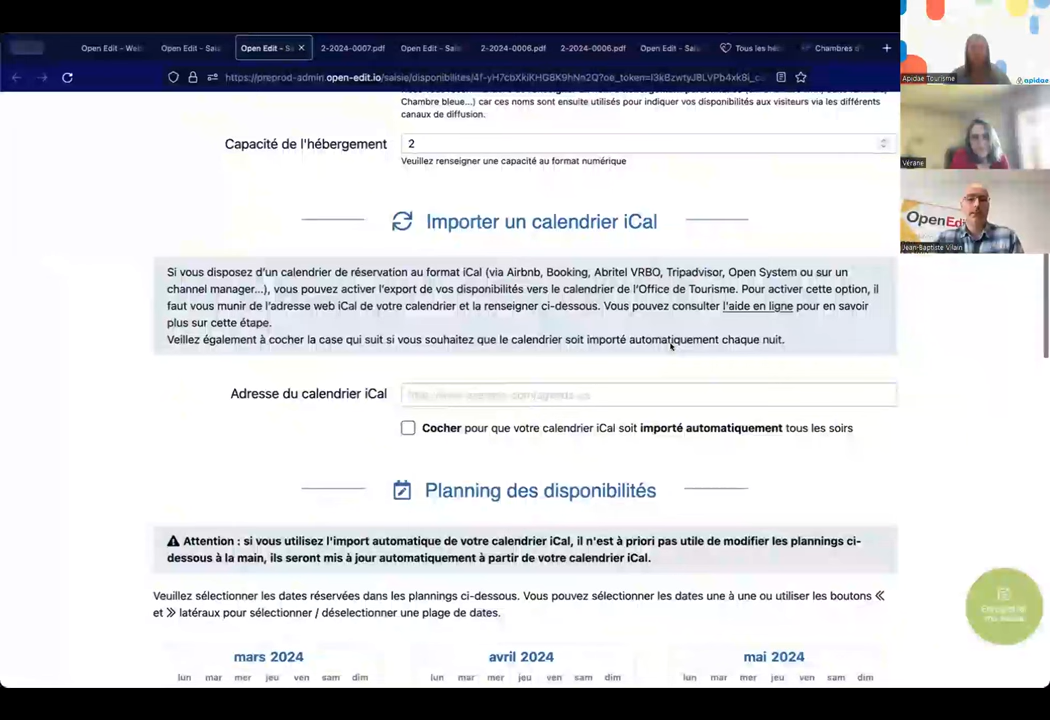 Open Edit – Web
Open Edit – Sai
Open Edit – Sa
2-2024-0007.pdf
Open Edit – Sai
2-2024-0006.pdf
2-2024-0006.pdf
Open Edit – Sai
Tous les hé
Chambres d'
https://preprod-admin.open-edit.io/saisie/disponibilites/
Chambre bleue...) car ces noms sont ensuite utilisés pour indiquer vos disponibilités aux visiteurs via les différents
canaux de diffusion.
Capacité de l'hébergement
2
Veuillez renseigner une capacité au format numérique
Importer un calendrier iCal
Si vous disposez d'un calendrier de réservation au format iCal (via Airbnb, Booking, Abritel VRBO, Tripadvisor, Open System ou sur un
channel manager...), vous pouvez activer l'export de vos disponibilités vers le calendrier de l'Office de Tourisme. Pour activer cette option, il
faut vous munir de l'adresse web iCal de votre calendrier et la renseigner ci-dessous. Vous pouvez consulter l'aide en ligne pour en savoir
plus sur cette étape.
Veillez également à cocher la case qui suit si vous souhaitez que le calendrier soit importé automatiquement chaque nuit.
Adresse du calendrier iCal
Cocher pour que votre calendrier iCal soit importé automatiquement tous les soirs
Planning des disponibilités
Attention : si vous utilisez l'import automatique de votre calendrier iCal, il n'est à priori pas utile de modifier les plannings ci-
dessous à la main, ils seront mis à jour automatiquement à partir de votre calendrier iCal.
Veuillez sélectionner les dates réservées dans les plannings ci-dessous. Vous pouvez sélectionner les dates une à une ou utiliser les boutons «
et » latéraux pour sélectionner / désélectionner une plage de dates.
mars 2024
avril 2024
mai 2024
lun mar mer jeu ven sam dim
lun mar mer jeu ven sam dim
lun mar mer jeu ven sam dim
Apidae Tourisme
apidae
Vérane
OpenEdi
Jean-Baptiste Vilain